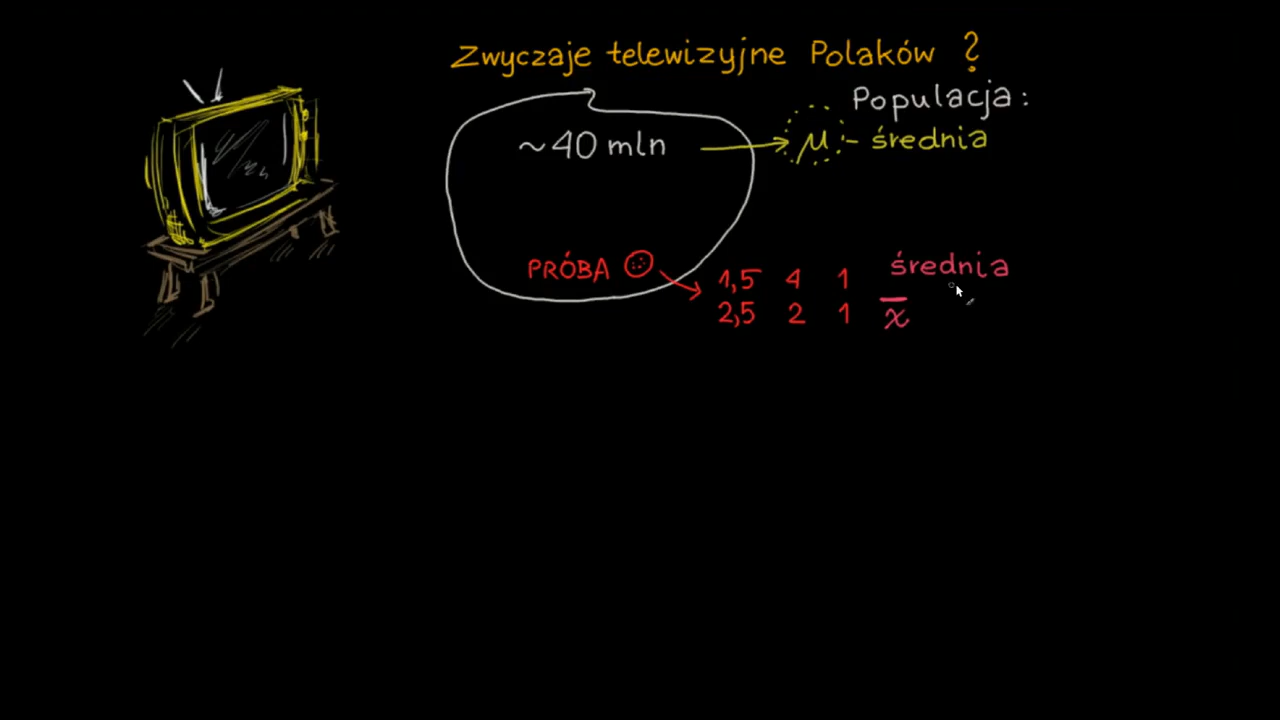 Zwyczaje telewizyjne Polaków ?
Populacja:
~40 mln
μ - średnia
PRÓBA
1,5 4 1
2,5 2 1
średnia
x̅